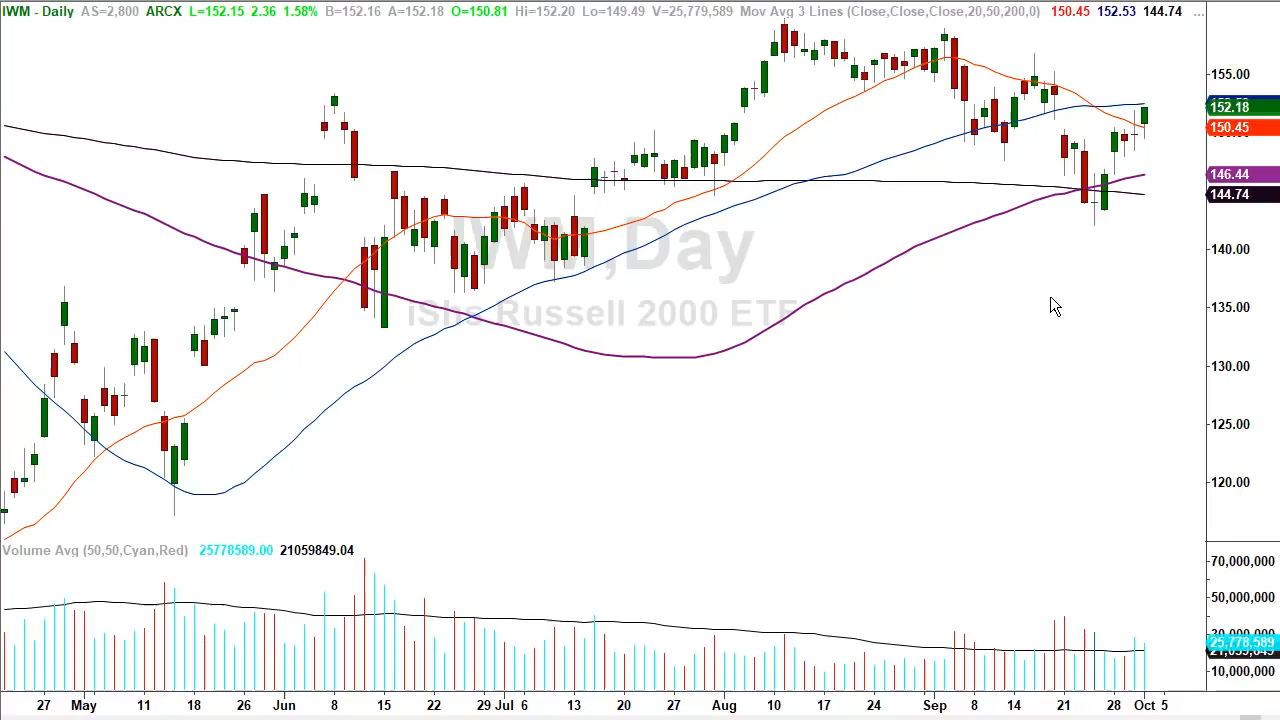 IWM - Daily AS=2,800 ARCX L=152.15 2.36 1.58% B=152.16 A=152.18 O=150.81 Hi=152.20 Lo=149.49 V=25,779,589 Mov Avg 3 Lines (Close,Close,Close,20,50,200,0) 150.45 152.53 144.74 ...
155.00
152.18
150.45
146.44
144.74
140.00
135.00
130.00
125.00
120.00
IWM,Day
iShs Russell 2000 ETF
Volume Avg (50,50,Cyan,Red) 25778589.00 21059849.04
70,000,000
50,000,000
25,778,589
10,000,000
27 May 11 18 26 Jun 8 15 22 29 Jul 6 13 20 27 Aug 10 17 24 Sep 8 14 21 28 Oct 5